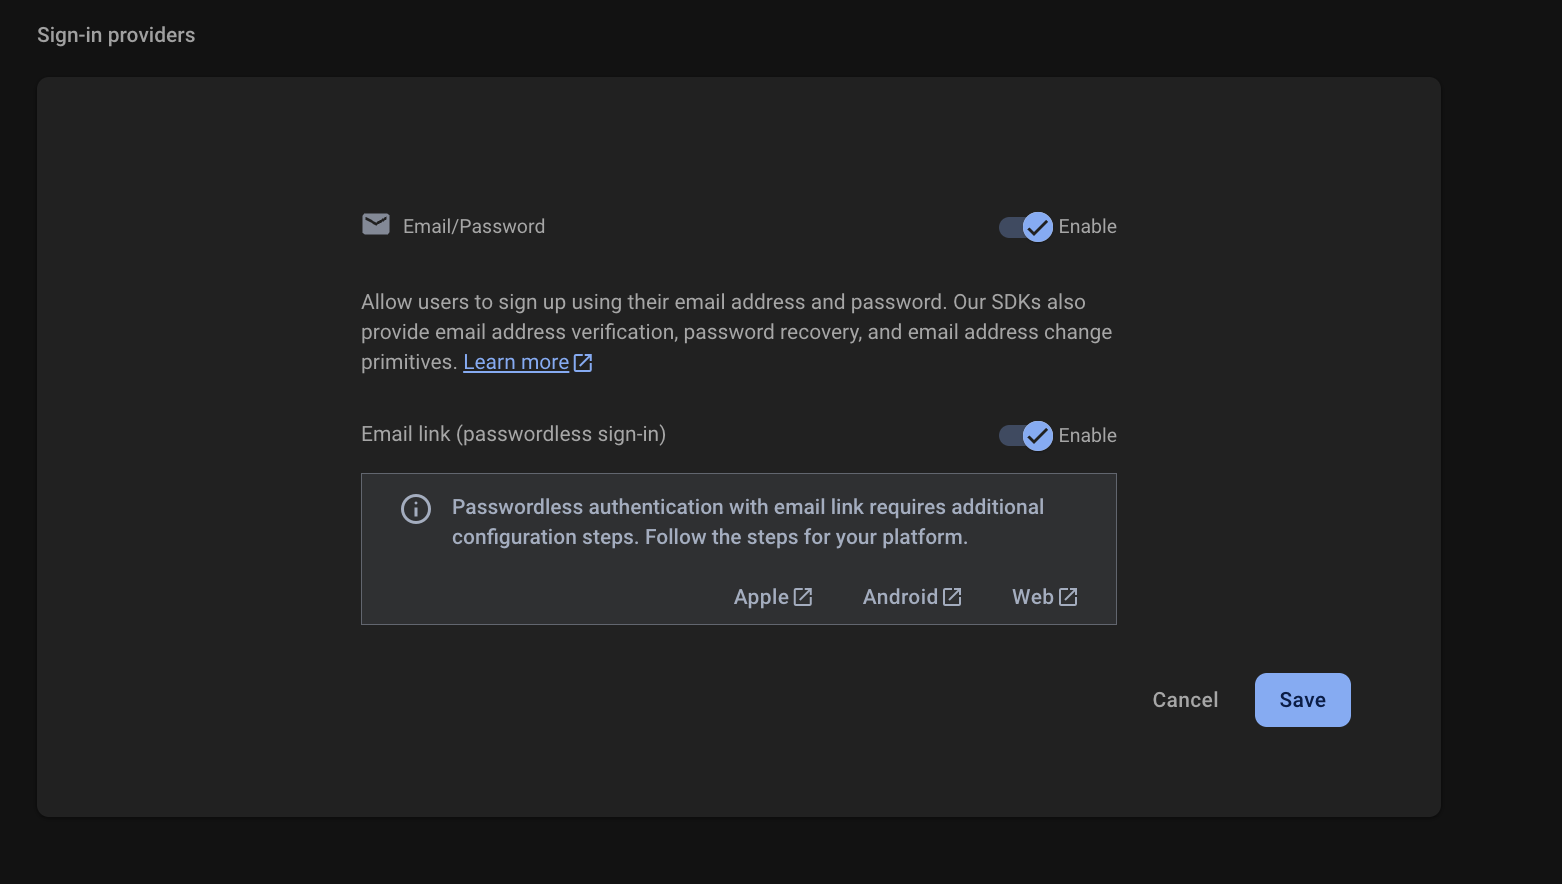 Sign-in providers
Email/Password
Enable
Allow users to sign up using their email address and password. Our SDKs also
provide email address verification, password recovery, and email address change
primitives. Learn more
Email link (passwordless sign-in)
Enable
Passwordless authentication with email link requires additional
configuration steps. Follow the steps for your platform.
Apple
Android
Web
Cancel
Save